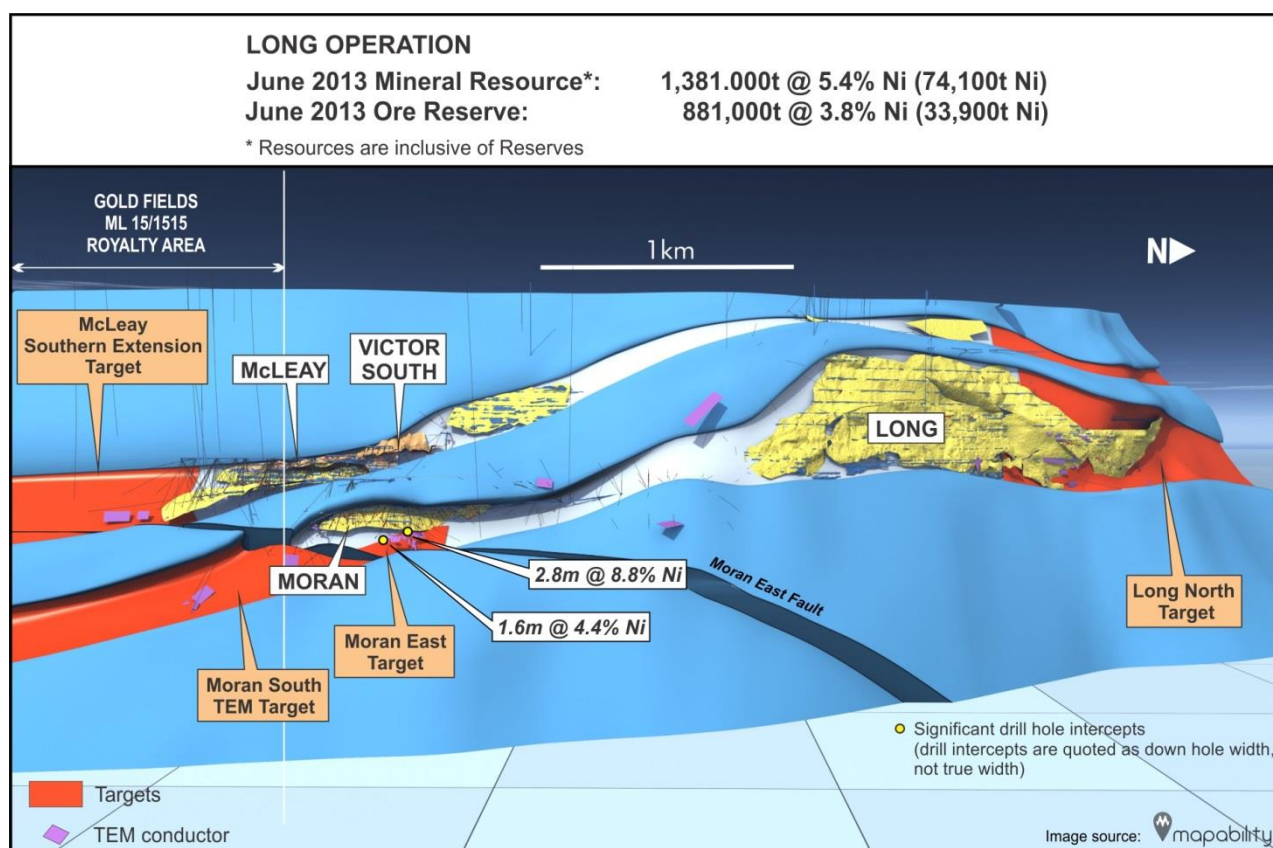 LONG OPERATION
June 2013 Mineral Resource*: 1,381.000t @ 5.4% Ni (74,100t Ni)
June 2013 Ore Reserve: 881,000t @ 3.8% Ni (33,900t Ni)
* Resources are inclusive of Reserves
GOLD FIELDS
ML 15/1515
ROYALTY AREA
1km
N
McLeay
Southern Extension
Target
McLEAY
VICTOR
SOUTH
LONG
MORAN
2.8m @ 8.8% Ni
1.6m @ 4.4% Ni
Moran East Fault
Long North
Target
Moran East
Target
Moran South
TEM Target
Significant drill hole intercepts
(drill intercepts are quoted as down hole width,
not true width)
Targets
TEM conductor
Image source: mapability